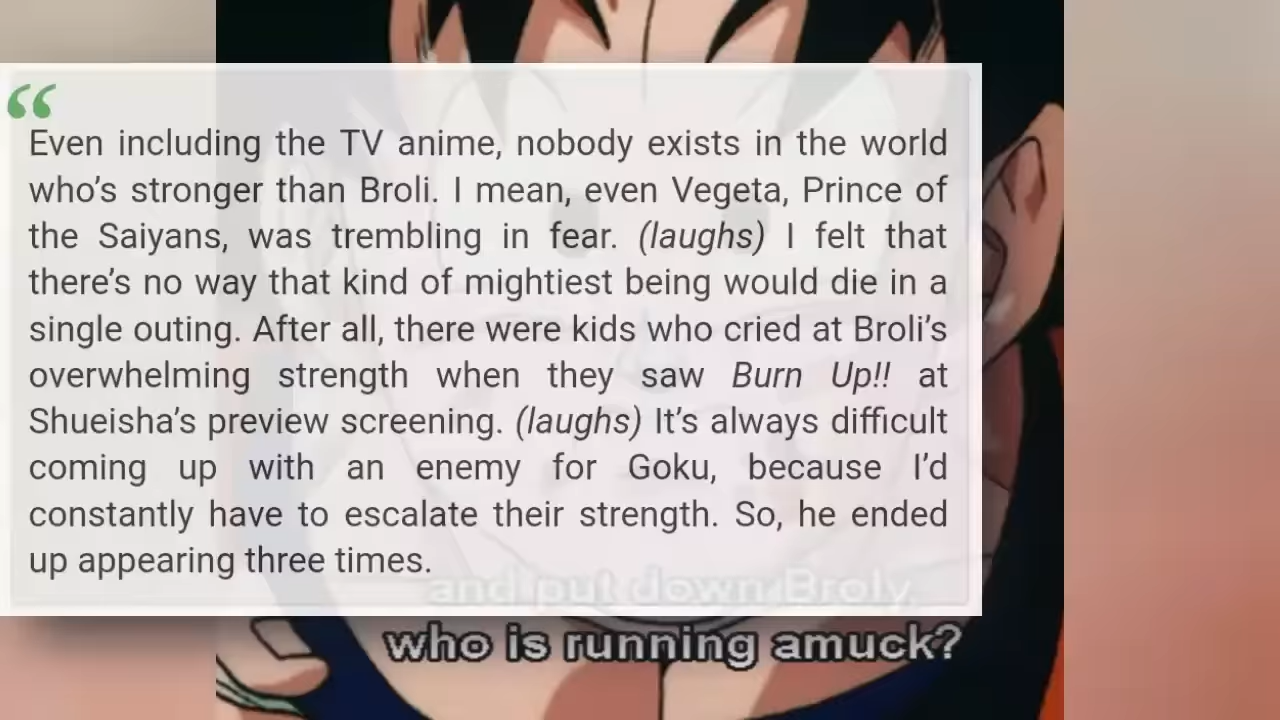 “
Even including the TV anime, nobody exists in the world
who’s stronger than Broli. I mean, even Vegeta, Prince of
the Saiyans, was trembling in fear. (laughs) I felt that
there’s no way that kind of mightiest being would die in a
single outing. After all, there were kids who cried at Broli’s
overwhelming strength when they saw Burn Up!! at
Shueisha’s preview screening. (laughs) It’s always difficult
coming up with an enemy for Goku, because I’d
constantly have to escalate their strength. So, he ended
up appearing three times.
and put down Broly,
who is running amuck?